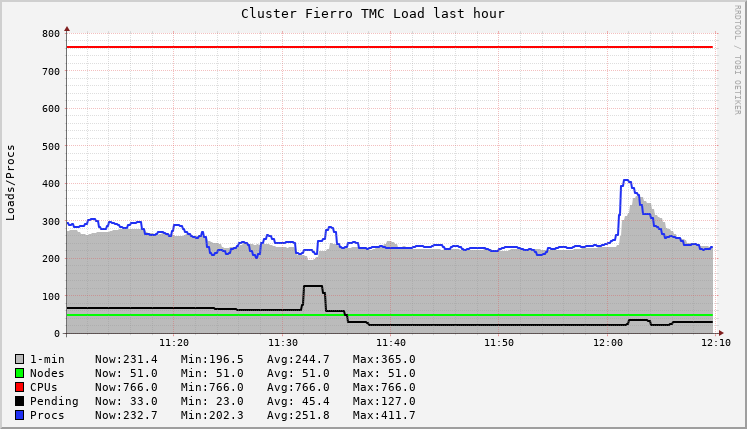 Cluster Fierro TMC Load last hour
RRDTOOL / TOBI OETIKER
Loads/Procs
800
700
600
500
400
300
200
100
0
11:20 11:30 11:40 11:50 12:00 12:10
1-min Now:231.4 Min:196.5 Avg:244.7 Max:365.0
Nodes Now: 51.0 Min: 51.0 Avg: 51.0 Max: 51.0
CPUs Now:766.0 Min:766.0 Avg:766.0 Max:766.0
Pending Now: 33.0 Min: 23.0 Avg: 45.4 Max:127.0
Procs Now:232.7 Min:202.3 Avg:251.8 Max:411.7